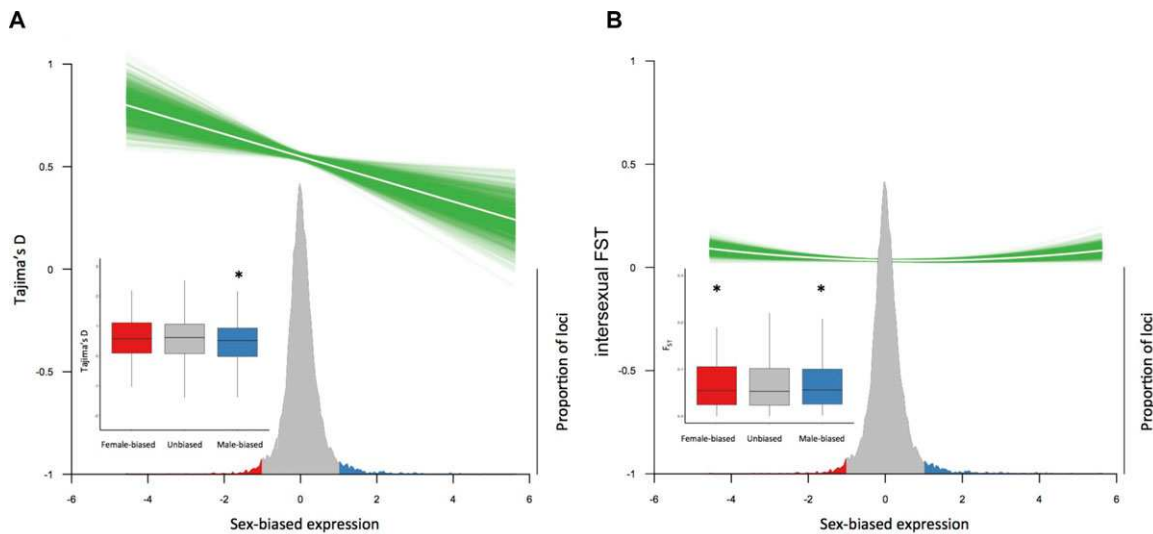 A
1
0.5
0
-0.5
-1
Tajima's D
Tajima's D
*
Female-biased
Unbiased
Male-biased
Proportion of loci
-6
-4
-2
0
2
4
6
Sex-biased expression
B
1
0.5
0
-0.5
-1
intersexual FST
FST
*
*
Female-biased
Unbiased
Male-biased
Proportion of loci
-6
-4
-2
0
2
4
6
Sex-biased expression